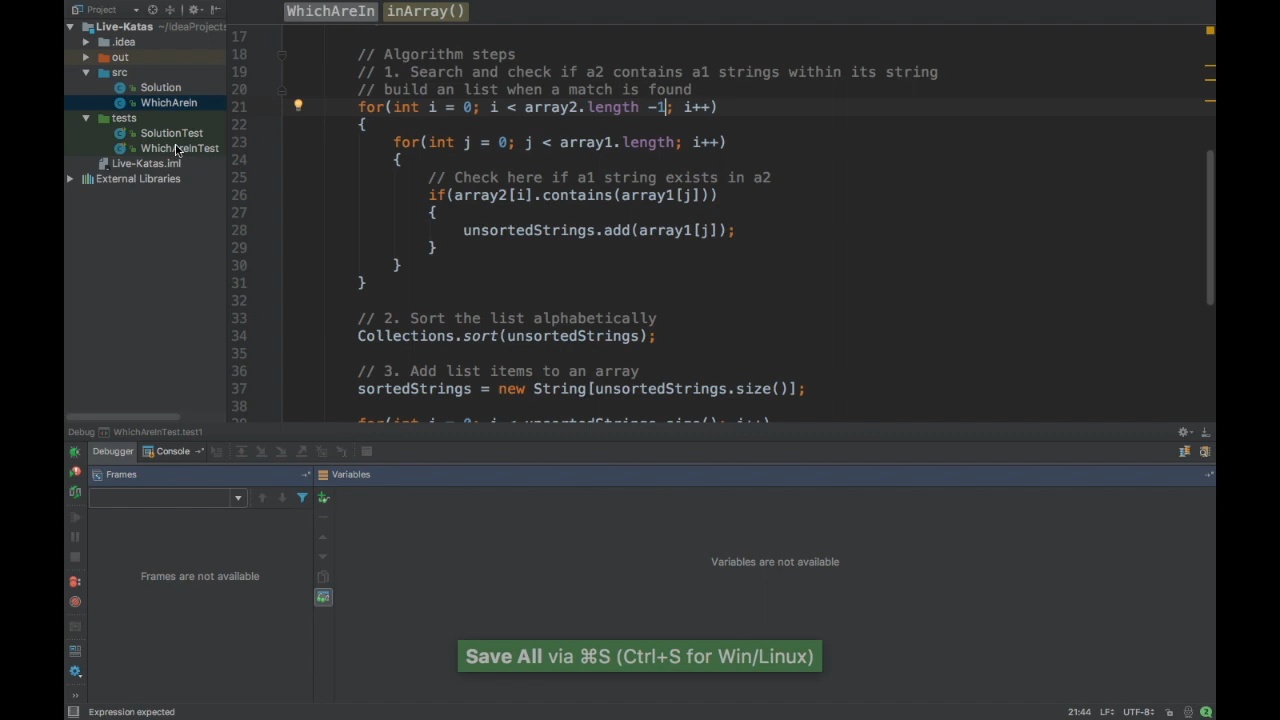 Project
WhichAreIn inArray()
Live-Katas ~/ideaProjects
.idea
out
src
Solution
WhichAreIn
tests
SolutionTest
WhichAreInTest
Live-Katas.iml
External Libraries
17
18 // Algorithm steps
19 // 1. Search and check if a2 contains a1 strings within its string
20 // build an list when a match is found
21 for(int i = 0; i < array2.length -1; i++)
22 {
23 for(int j = 0; j < array1.length; i++)
24 {
25 // Check here if a1 string exists in a2
26 if(array2[i].contains(array1[j]))
27 {
28 unsortedStrings.add(array1[j]);
29 }
30 }
31 }
32
33 // 2. Sort the list alphabetically
34 Collections.sort(unsortedStrings);
35
36 // 3. Add list items to an array
37 sortedStrings = new String[unsortedStrings.size()];
38
39 for(int i = 0; i < unsortedStrings.size(); i++)
Debug WhichAreInTest.test1
Debugger Console
Frames Variables
Frames are not available
Variables are not available
Save All via ⌘S (Ctrl+S for Win/Linux)
Expression expected 21:44 LF÷ UTF-8÷ 2